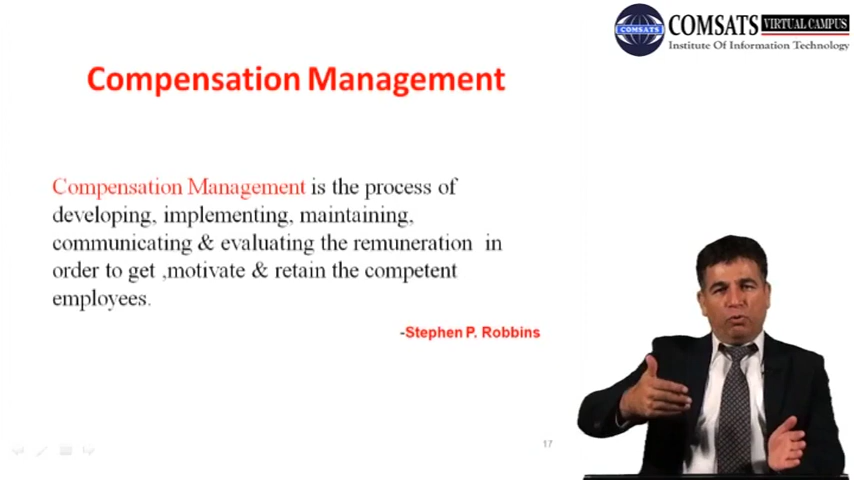 COMSATS VIRTUAL CAMPUS
Institute Of Information Technology
COMSATS
Compensation Management
Compensation Management is the process of
developing, implementing, maintaining,
communicating & evaluating the remuneration in
order to get ,motivate & retain the competent
employees.
-Stephen P. Robbins
17